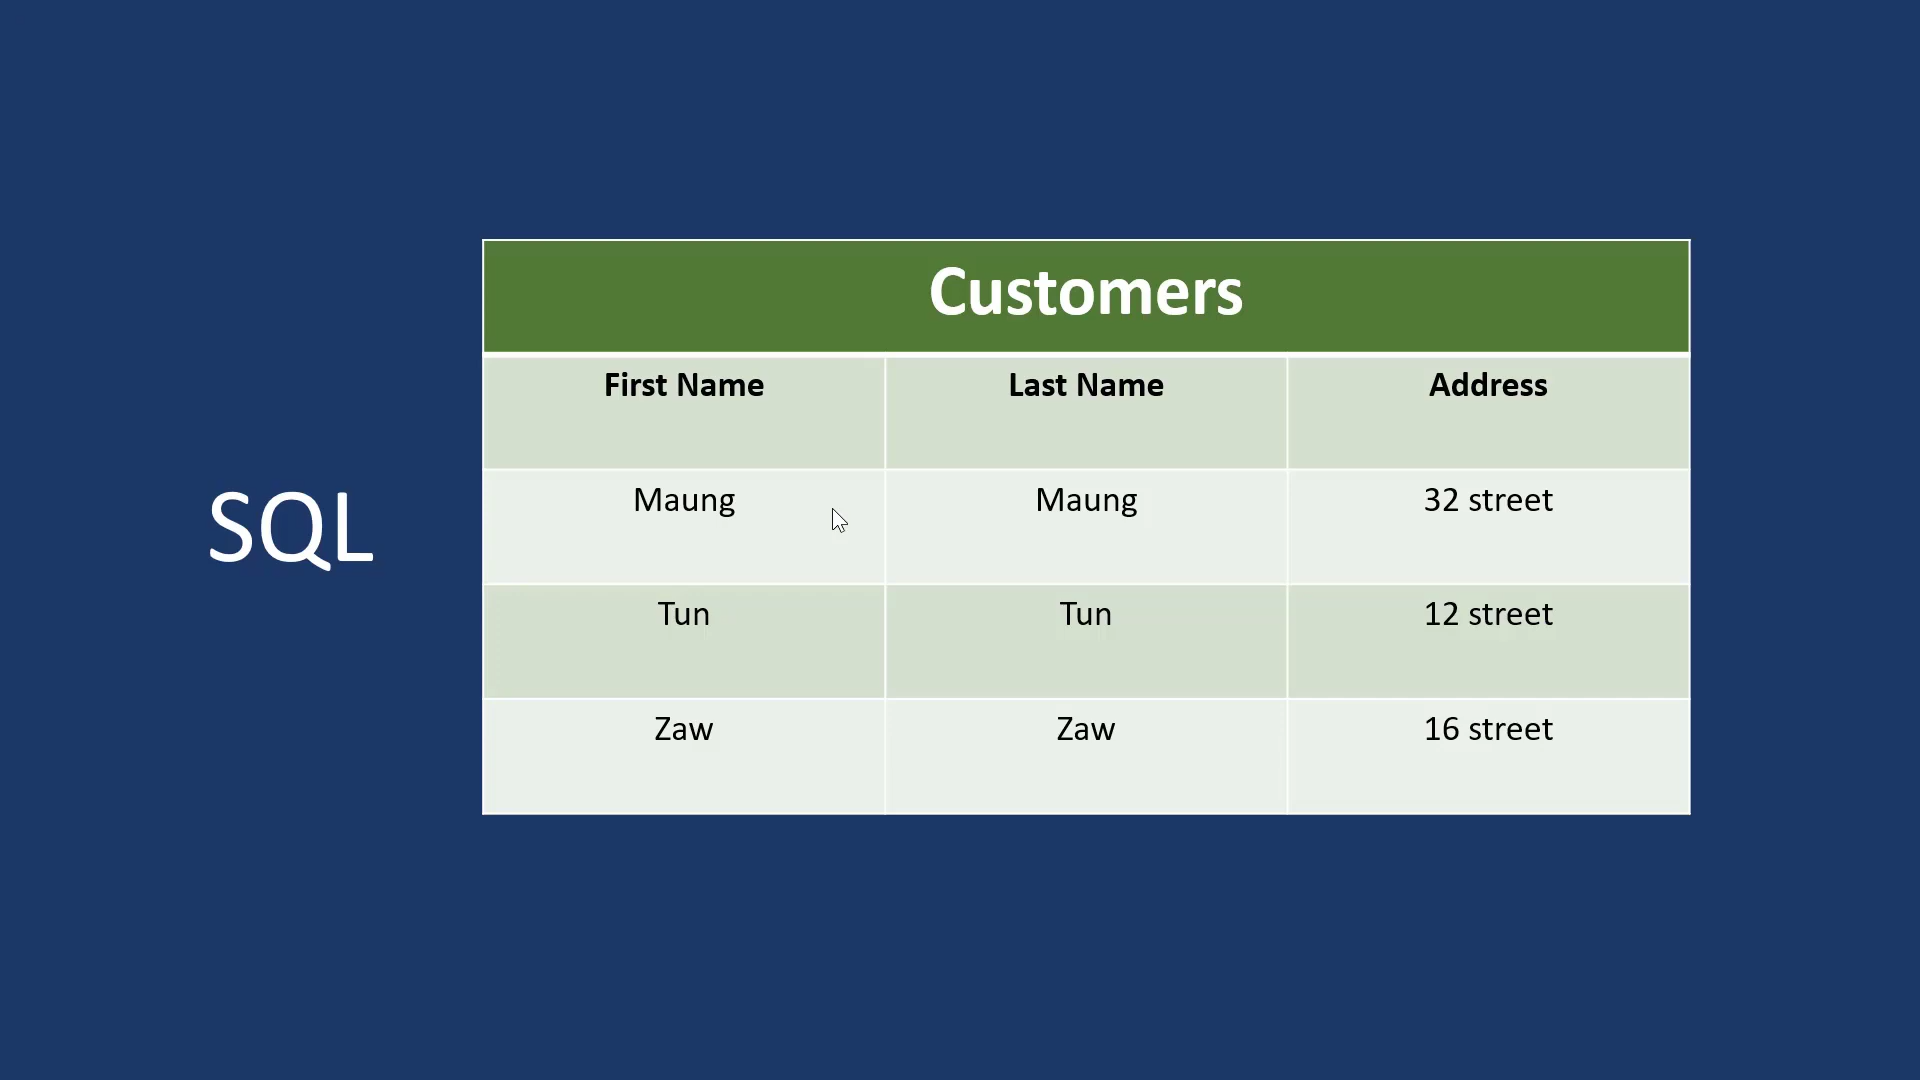 SQL
Customers
First Name Last Name Address
Maung Maung 32 street
Tun Tun 12 street
Zaw Zaw 16 street